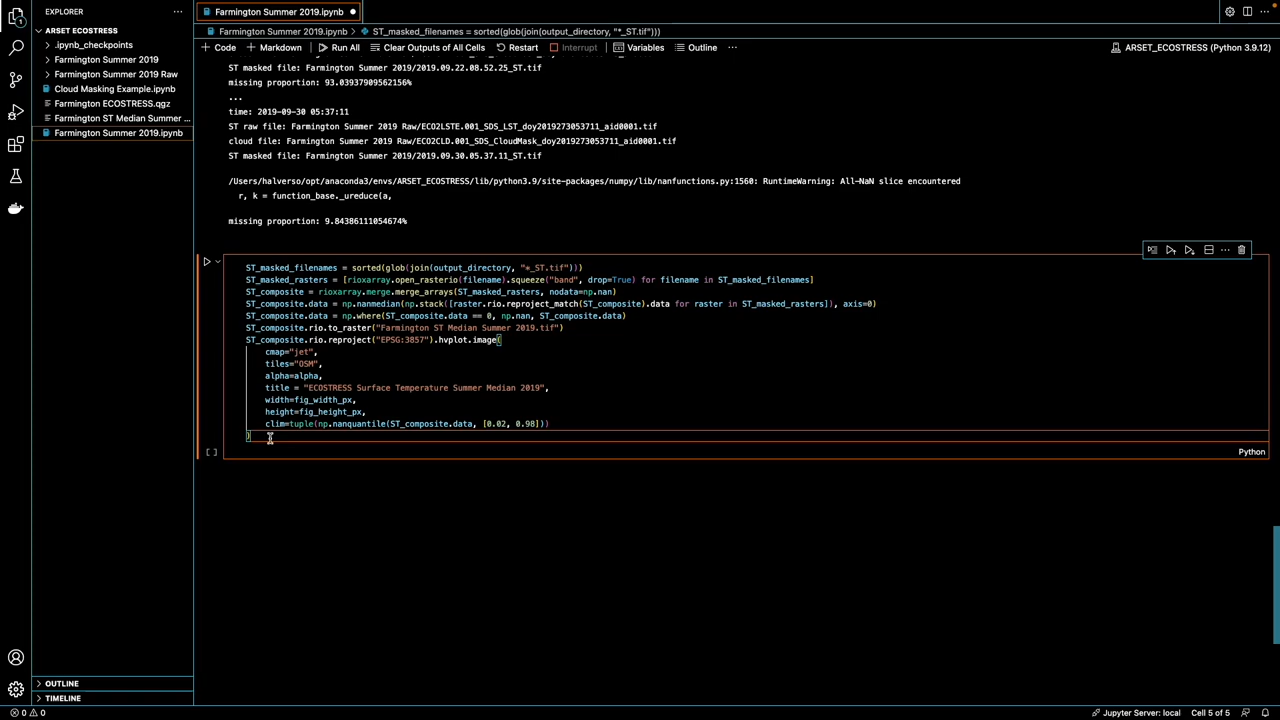 EXPLORER
ARSET ECOSTRESS
.ipynb_checkpoints
Farmington Summer 2019
Farmington Summer 2019 Raw
Cloud Masking Example.ipynb
Farmington ECOSTRESS.qgz
Farmington ST Median Summer ...
Farmington Summer 2019.ipynb
OUTLINE
TIMELINE
Farmington Summer 2019.ipynb
Farmington Summer 2019.ipynb > ST_masked_filenames = sorted(glob(join(output_directory, "*_ST.tif")))
+ Code + Markdown Run All Clear Outputs of All Cells Restart Interrupt Variables Outline ... ARSET_ECOSTRESS (Python 3.9.12)
ST masked file: Farmington Summer 2019/2019.09.22.08.52.25_ST.tif
missing proportion: 93.03937909562156%
...
time: 2019-09-30 05:37:11
ST raw file: Farmington Summer 2019 Raw/ECO2LSTE.001_SDS_LST_doy2019273053711_aid0001.tif
cloud file: Farmington Summer 2019 Raw/ECO2CLD.001_SDS_CloudMask_doy2019273053711_aid0001.tif
ST masked file: Farmington Summer 2019/2019.09.30.05.37.11_ST.tif
/Users/halverso/opt/anaconda3/envs/ARSET_ECOSTRESS/lib/python3.9/site-packages/numpy/lib/nanfunctions.py:1560: RuntimeWarning: All-NaN slice encountered
r, k = function_base._ureduce(a,
missing proportion: 9.84386111054674%
ST_masked_filenames = sorted(glob(join(output_directory, "*_ST.tif")))
ST_masked_rasters = [rioxarray.open_rasterio(filename).squeeze("band", drop=True) for filename in ST_masked_filenames]
ST_composite = rioxarray.merge.merge_arrays(ST_masked_rasters, nodata=np.nan)
ST_composite.data = np.nanmedian(np.stack([raster.rio.reproject_match(ST_composite).data for raster in ST_masked_rasters]), axis=0)
ST_composite.data = np.where(ST_composite.data == 0, np.nan, ST_composite.data)
ST_composite.rio.to_raster("Farmington ST Median Summer 2019.tif")
ST_composite.rio.reproject("EPSG:3857").hvplot.image(
cmap="jet",
tiles="OSM",
alpha=alpha,
title = "ECOSTRESS Surface Temperature Summer Median 2019",
width=fig_width_px,
height=fig_height_px,
clim=tuple(np.nanquantile(ST_composite.data, [0.02, 0.98]))
)
[ ]
Python
0 0 Jupyter Server: local Cell 5 of 5